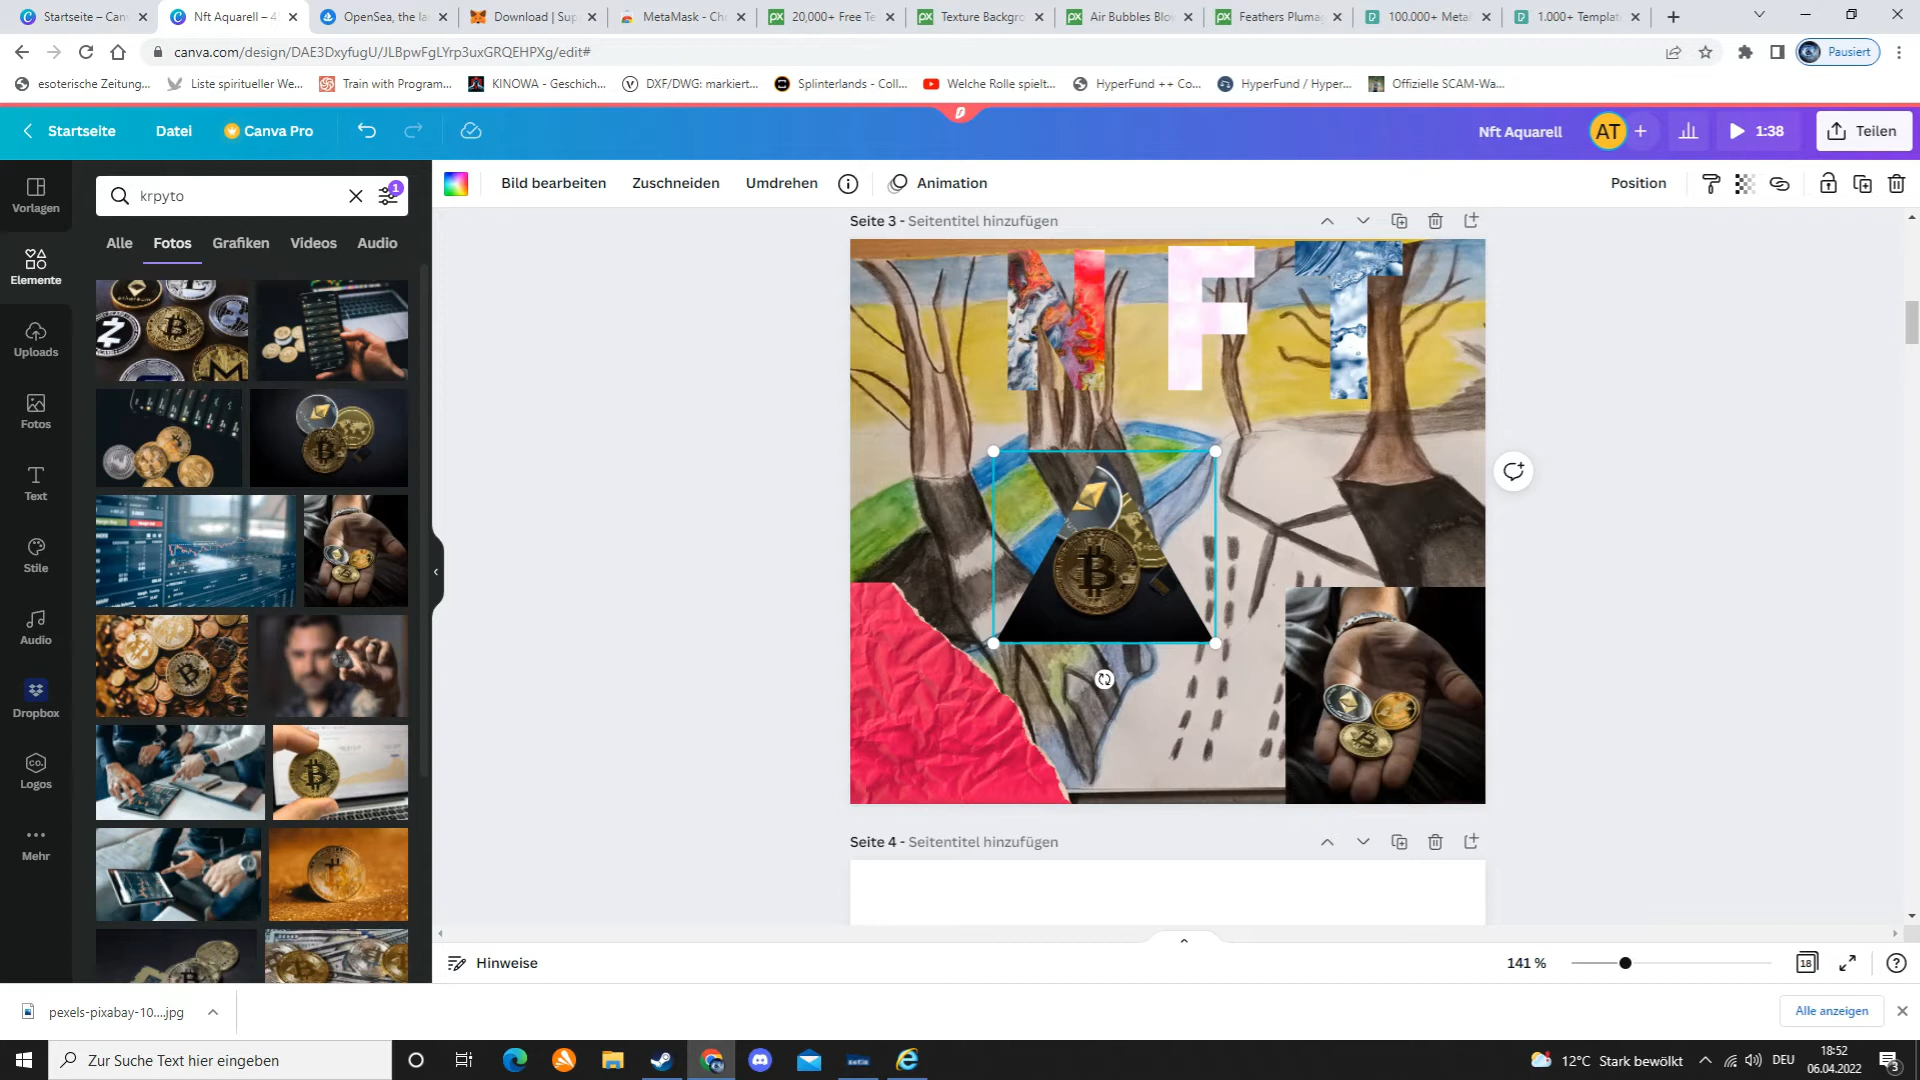 Startseite – Can
Nft Aquarell – 4
OpenSea, the la
Download | Sup
MetaMask - Ch
20,000+ Free Te
Texture Backgro
Air Bubbles Blo
Feathers Pluma
100.000+ Meta
1.000+ Templat
canva.com/design/DAE3DxyfugU/JLBpwFgLYrp3uxGRQEHPXg/edit#
Pausiert
esoterische Zeitung...
Liste spiritueller We...
Train with Program...
KINOWA - Geschich...
DXF/DWG: markiert...
Splinterlands - Coll...
Welche Rolle spielt...
HyperFund ++ Co...
HyperFund / Hyper...
Offizielle SCAM-Wa...
Startseite
Datei
Canva Pro
Nft Aquarell
AT
1:38
Teilen
Vorlagen
Elemente
Uploads
Fotos
Text
Stile
Audio
Dropbox
CO.
Logos
Mehr
krpyto
1
Alle
Fotos
Grafiken
Videos
Audio
Bild bearbeiten
Zuschneiden
Umdrehen
Animation
Position
Seite 3 - Seitentitel hinzufügen
N F T
Seite 4 - Seitentitel hinzufügen
Hinweise
141 %
18
pexels-pixabay-10....jpg
Alle anzeigen
Zur Suche Text hier eingeben
12°C Stark bewölkt
DEU
18:52
06.04.2022
3